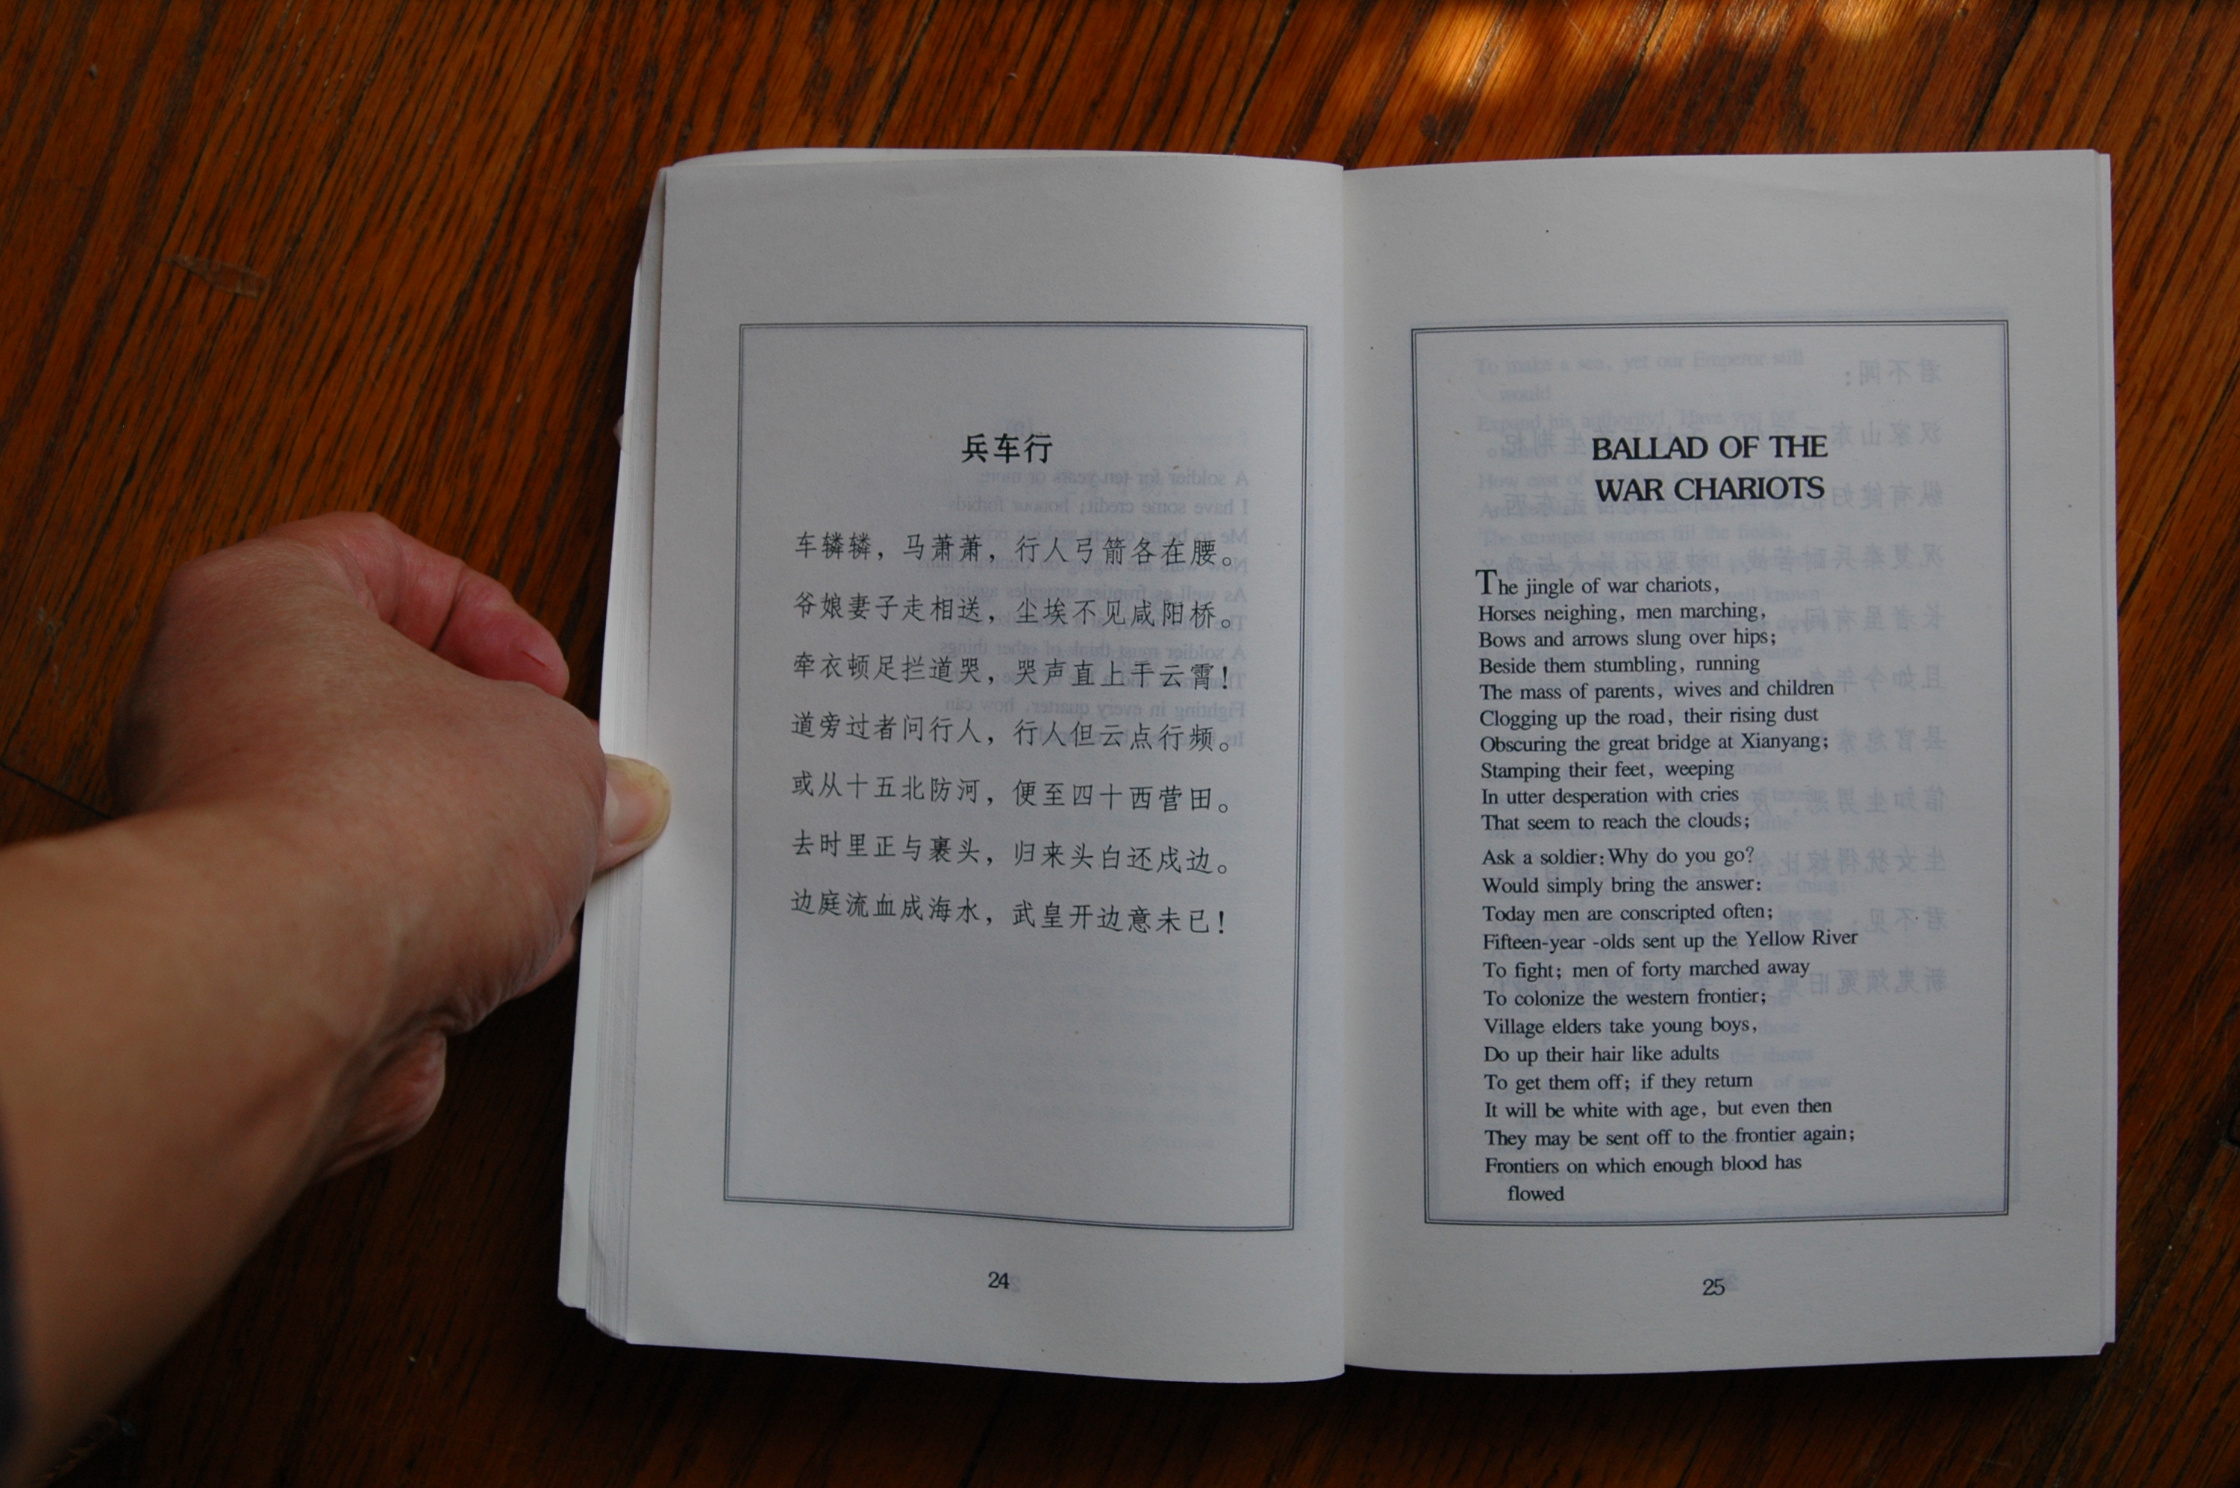 兵车行
车辚辚，马萧萧，行人弓箭各在腰。
爷娘妻子走相送，尘埃不见咸阳桥。
牵衣顿足拦道哭，哭声直上干云霄！
道旁过者问行人，行人但云点行频。
或从十五北防河，便至四十西营田。
去时里正与裹头，归来头白还戍边。
边庭流血成海水，武皇开边意未已！
24
BALLAD OF THE
WAR CHARIOTS
The jingle of war chariots,
Horses neighing, men marching,
Bows and arrows slung over hips;
Beside them stumbling, running
The mass of parents, wives and children
Clogging up the road, their rising dust
Obscuring the great bridge at Xianyang;
Stamping their feet, weeping
In utter desperation with cries
That seem to reach the clouds;
Ask a soldier: Why do you go?
Would simply bring the answer:
Today men are conscripted often;
Fifteen-year -olds sent up the Yellow River
To fight; men of forty marched away
To colonize the western frontier;
Village elders take young boys,
Do up their hair like adults
To get them off; if they return
It will be white with age, but even then
They may be sent off to the frontier again;
Frontiers on which enough blood has
flowed
25